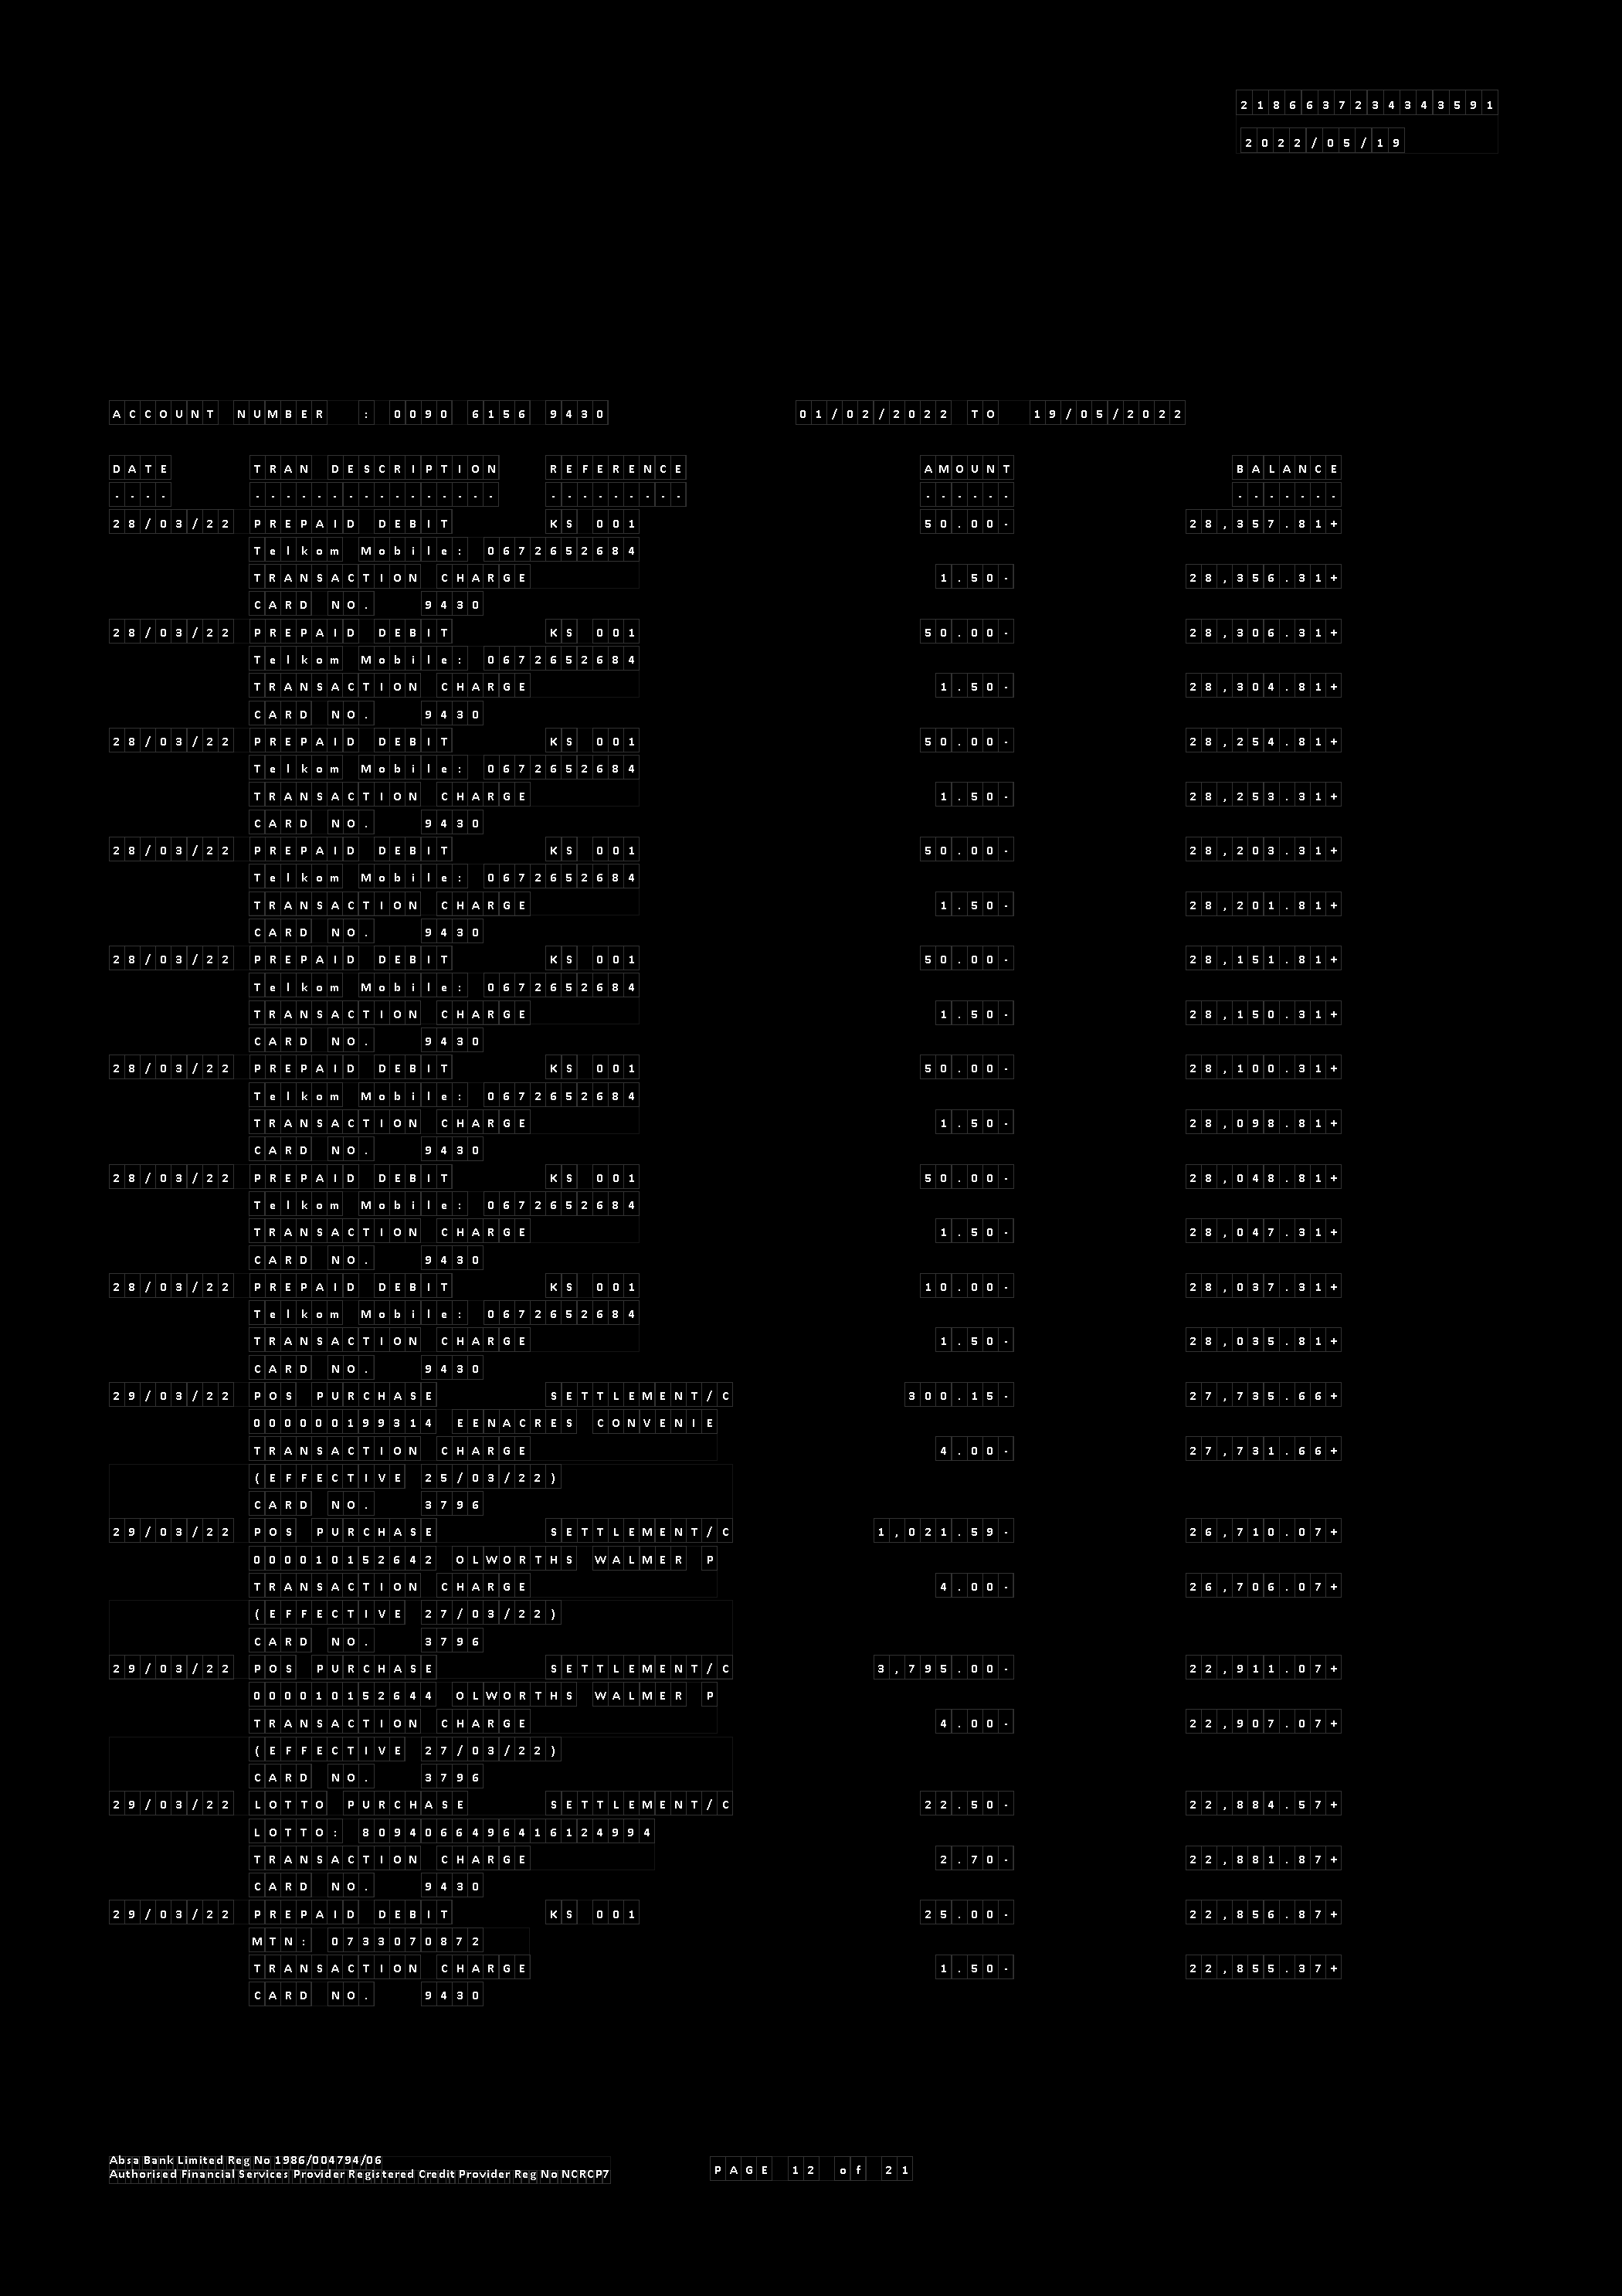 2186637234343591
2022/05/19
ACCOUNT NUMBER : 0090 6156 9430 01/02/2022 TO 19/05/2022
DATE TRAN DESCRIPTION REFERENCE AMOUNT BALANCE
---- ---------------- --------- ------ -------
28/03/22 PREPAID DEBIT KS 001 50.00- 28,357.81+
Telkom Mobile: 0672652684
TRANSACTION CHARGE 1.50- 28,356.31+
CARD NO. 9430
28/03/22 PREPAID DEBIT KS 001 50.00- 28,306.31+
Telkom Mobile: 0672652684
TRANSACTION CHARGE 1.50- 28,304.81+
CARD NO. 9430
28/03/22 PREPAID DEBIT KS 001 50.00- 28,254.81+
Telkom Mobile: 0672652684
TRANSACTION CHARGE 1.50- 28,253.31+
CARD NO. 9430
28/03/22 PREPAID DEBIT KS 001 50.00- 28,203.31+
Telkom Mobile: 0672652684
TRANSACTION CHARGE 1.50- 28,201.81+
CARD NO. 9430
28/03/22 PREPAID DEBIT KS 001 50.00- 28,151.81+
Telkom Mobile: 0672652684
TRANSACTION CHARGE 1.50- 28,150.31+
CARD NO. 9430
28/03/22 PREPAID DEBIT KS 001 50.00- 28,100.31+
Telkom Mobile: 0672652684
TRANSACTION CHARGE 1.50- 28,098.81+
CARD NO. 9430
28/03/22 PREPAID DEBIT KS 001 50.00- 28,048.81+
Telkom Mobile: 0672652684
TRANSACTION CHARGE 1.50- 28,047.31+
CARD NO. 9430
28/03/22 PREPAID DEBIT KS 001 10.00- 28,037.31+
Telkom Mobile: 0672652684
TRANSACTION CHARGE 1.50- 28,035.81+
CARD NO. 9430
29/03/22 POS PURCHASE SETTLEMENT/C 300.15- 27,735.66+
000000199314 EENACRES CONVENIE
TRANSACTION CHARGE 4.00- 27,731.66+
(EFFECTIVE 25/03/22)
CARD NO. 3796
29/03/22 POS PURCHASE SETTLEMENT/C 1,021.59- 26,710.07+
000010152642 OLWORTHS WALMER P
TRANSACTION CHARGE 4.00- 26,706.07+
(EFFECTIVE 27/03/22)
CARD NO. 3796
29/03/22 POS PURCHASE SETTLEMENT/C 3,795.00- 22,911.07+
000010152644 OLWORTHS WALMER P
TRANSACTION CHARGE 4.00- 22,907.07+
(EFFECTIVE 27/03/22)
CARD NO. 3796
29/03/22 LOTTO PURCHASE SETTLEMENT/C 22.50- 22,884.57+
LOTTO: 8094066496416124994
TRANSACTION CHARGE 2.70- 22,881.87+
CARD NO. 9430
29/03/22 PREPAID DEBIT KS 001 25.00- 22,856.87+
MTN: 0733070872
TRANSACTION CHARGE 1.50- 22,855.37+
CARD NO. 9430
Absa Bank Limited Reg No 1986/004794/06
Authorised Financial Services Provider Registered Credit Provider Reg No NCRCP7
PAGE 12 of 21